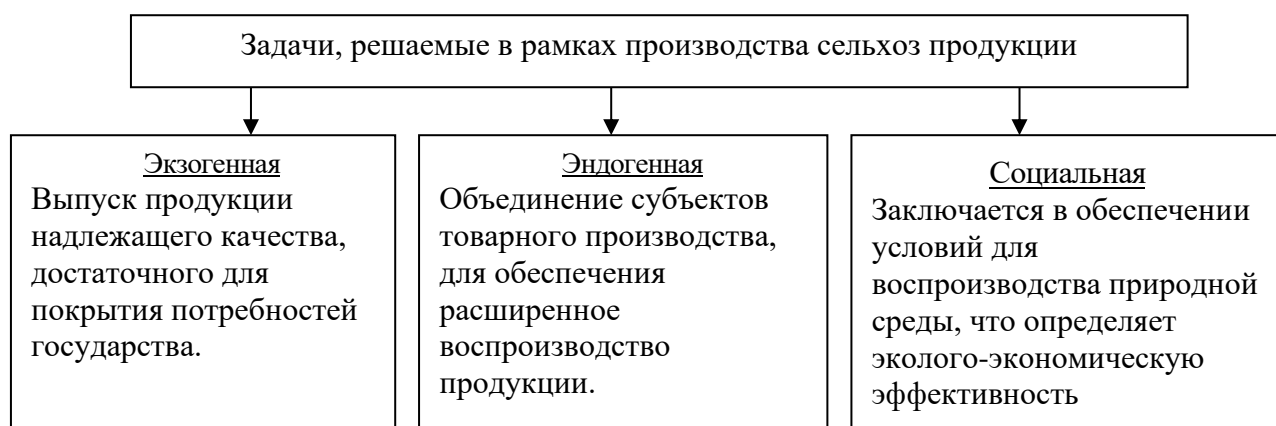 Задачи, решаемые в рамках производства сельхоз продукции
Экзогенная
Выпуск продукции
надлежащего качества,
достаточного для
покрытия потребностей
государства.
Эндогенная
Объединение субъектов
товарного производства,
для обеспечения
расширенное
воспроизводство
продукции.
Социальная
Заключается в обеспечении
условий для
воспроизводства природной
среды, что определяет
эколого-экономическую
эффективность